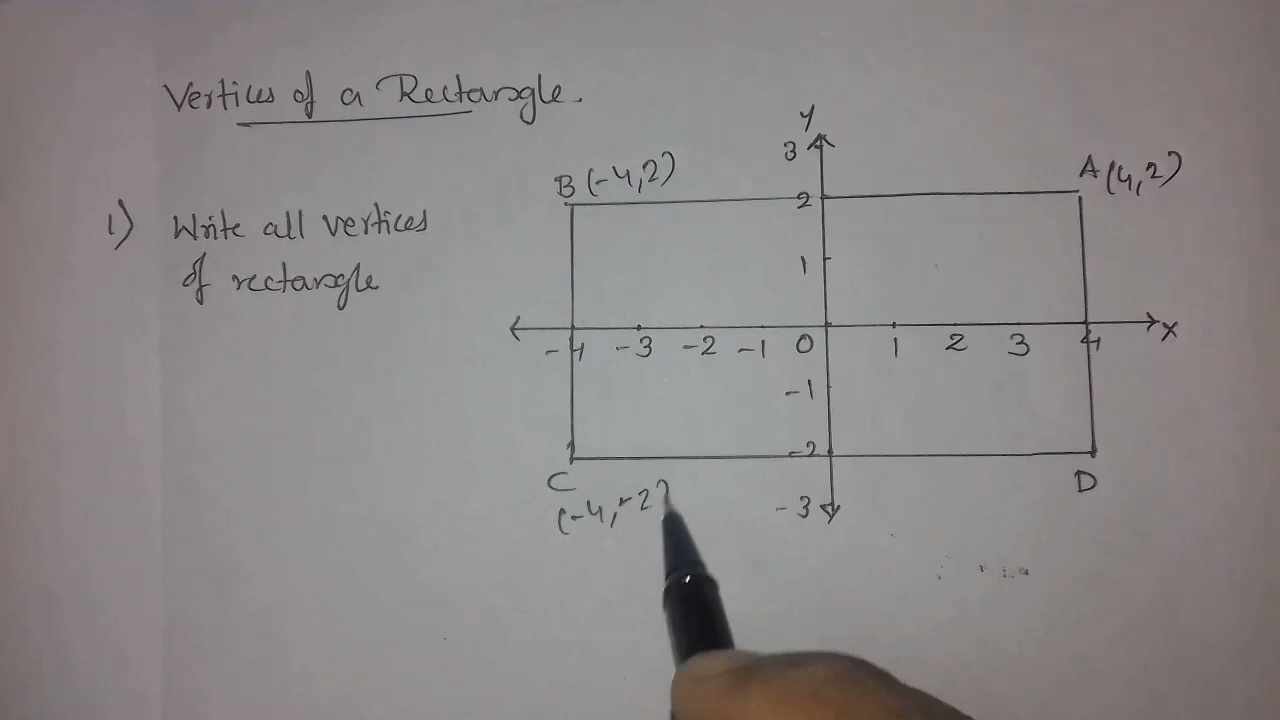 Vertices of a Rectangle.
1) Write all vertices
of rectangle
Y
3
B(-4,2)
A(4,2)
2
1
-4 -3 -2 -1 0 1 2 3 4 X
-1
-2
C
D
(-4,-2)
-3